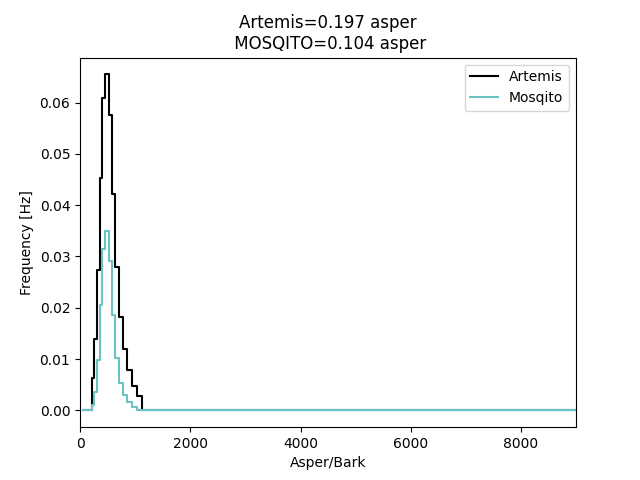 Artemis=0.197 asper
MOSQITO=0.104 asper
Artemis
Mosqito
0.06
0.05
0.04
0.03
0.02
0.01
0.00
Frequency [Hz]
0 2000 4000 6000 8000
Asper/Bark